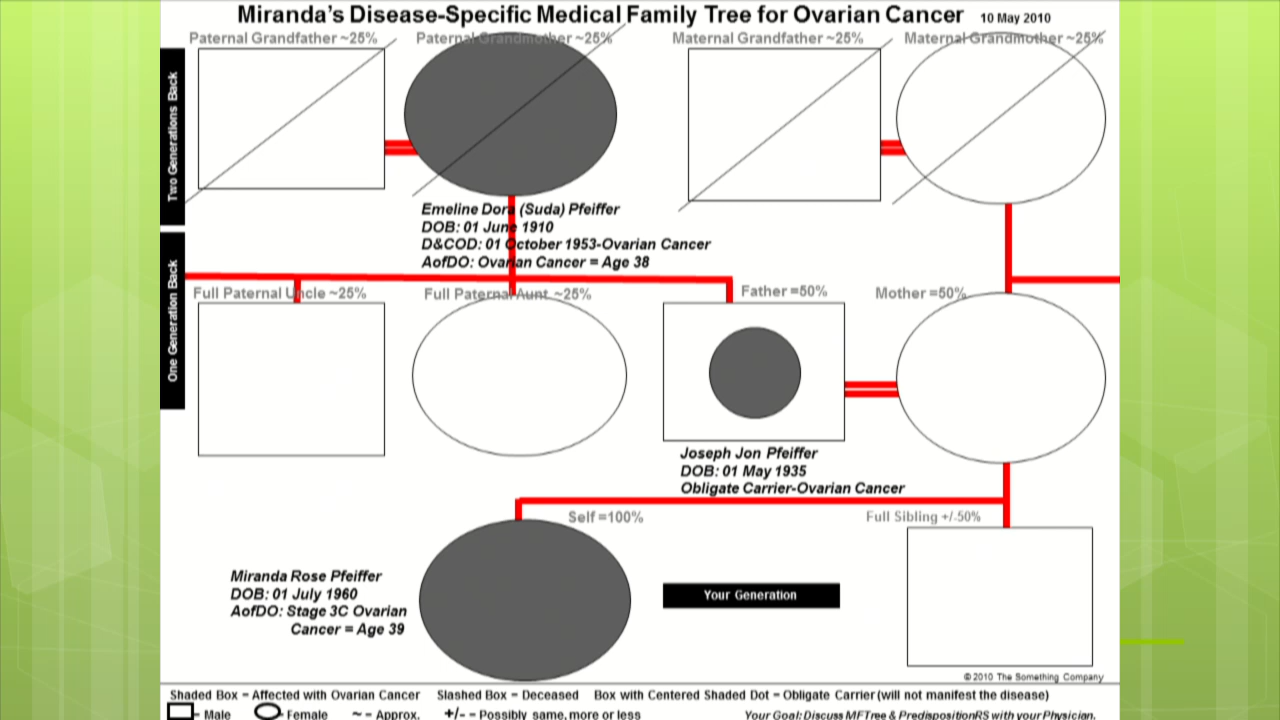 Miranda's Disease-Specific Medical Family Tree for Ovarian Cancer 10 May 2010
Paternal Grandfather ~25% Paternal Grandmother ~25% Maternal Grandfather ~25% Maternal Grandmother ~25%
Two Generations Back
Emeline Dora (Suda) Pfeiffer
DOB: 01 June 1910
D&COD: 01 October 1953-Ovarian Cancer
AofDO: Ovarian Cancer = Age 38
One Generation Back
Full Paternal Uncle ~25% Full Paternal Aunt ~25% Father =50% Mother =50%
Joseph Jon Pfeiffer
DOB: 01 May 1935
Obligate Carrier-Ovarian Cancer
Self =100% Full Sibling +/-50%
Miranda Rose Pfeiffer
DOB: 01 July 1960
AofDO: Stage 3C Ovarian
Cancer = Age 39
Your Generation
© 2010 The Something Company
Shaded Box = Affected with Ovarian Cancer Slashed Box = Deceased Box with Centered Shaded Dot = Obligate Carrier (will not manifest the disease)
= Male = Female ~ = Approx. +/- = Possibly same, more or less Your Goal: Discuss MFTree & PredispositionRS with your Physician.